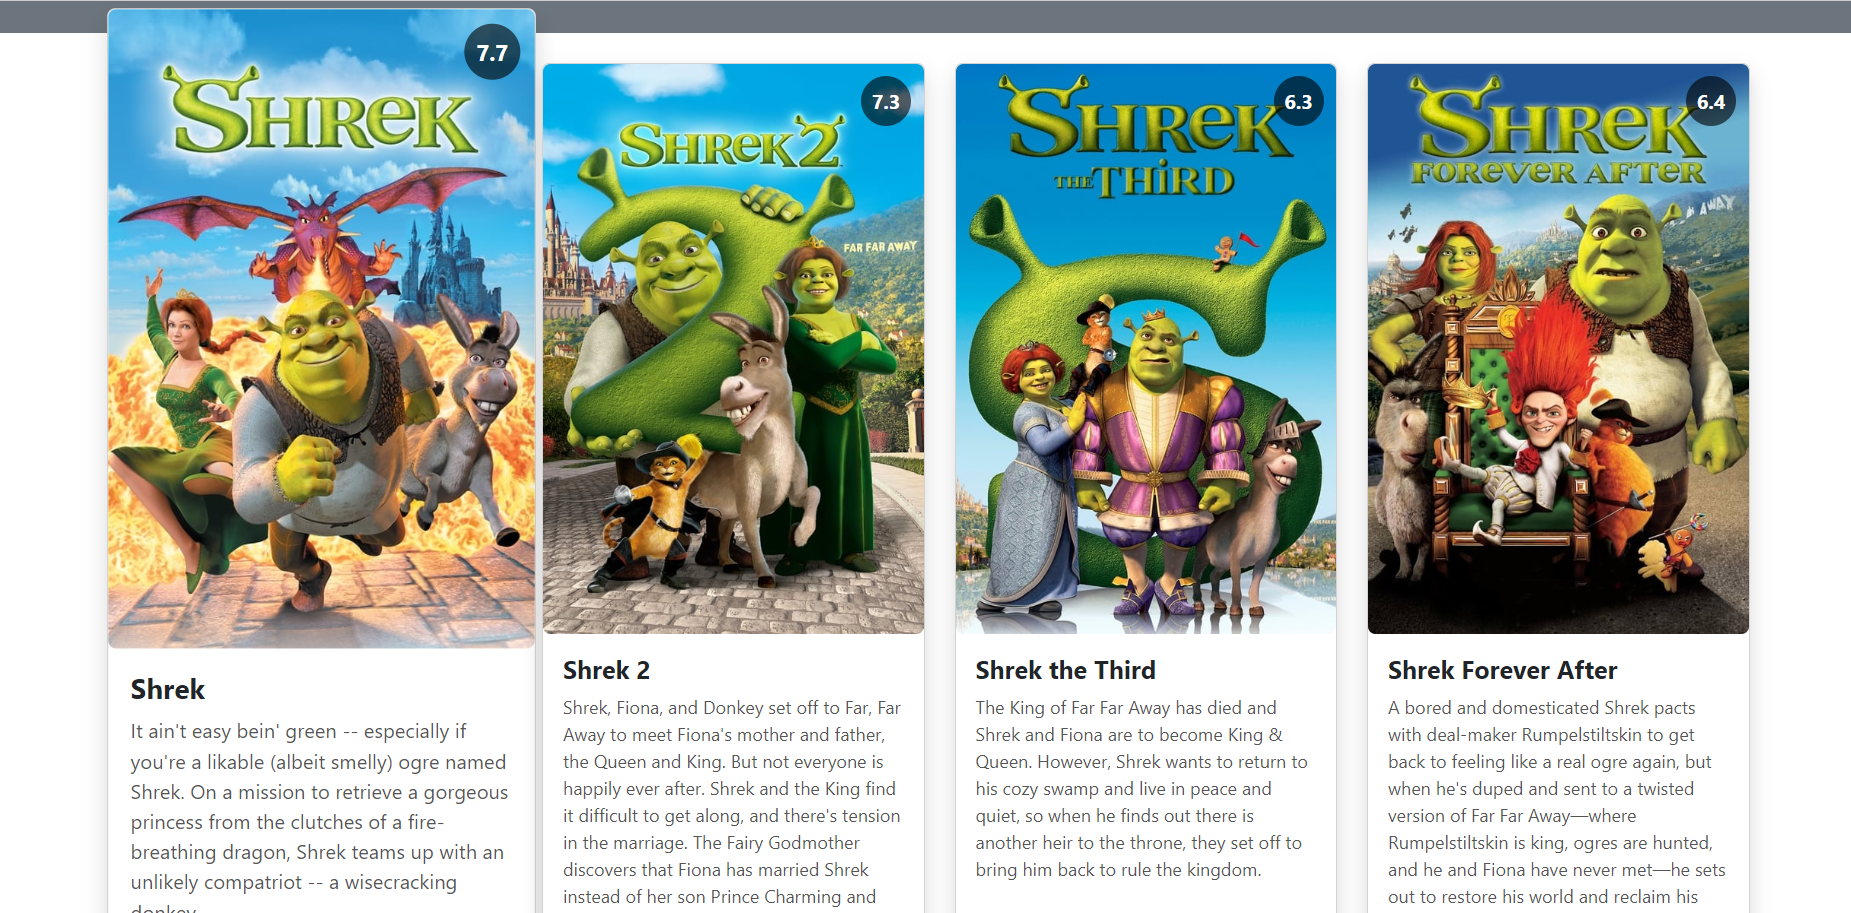 7.7
SHREK
Shrek
It ain't easy bein' green -- especially if
you're a likable (albeit smelly) ogre named
Shrek. On a mission to retrieve a gorgeous
princess from the clutches of a fire-
breathing dragon, Shrek teams up with an
unlikely compatriot -- a wisecracking
donkey.
7.3
SHREK 2
FAR FAR AWAY
Shrek 2
Shrek, Fiona, and Donkey set off to Far, Far
Away to meet Fiona's mother and father,
the Queen and King. But not everyone is
happily ever after. Shrek and the King find
it difficult to get along, and there's tension
in the marriage. The Fairy Godmother
discovers that Fiona has married Shrek
instead of her son Prince Charming and
6.3
SHREK
THE THIRD
Shrek the Third
The King of Far Far Away has died and
Shrek and Fiona are to become King &
Queen. However, Shrek wants to return to
his cozy swamp and live in peace and
quiet, so when he finds out there is
another heir to the throne, they set off to
bring him back to rule the kingdom.
6.4
SHREK
FOREVER AFTER
AWAY
Shrek Forever After
A bored and domesticated Shrek pacts
with deal-maker Rumpelstiltskin to get
back to feeling like a real ogre again, but
when he's duped and sent to a twisted
version of Far Far Away—where
Rumpelstiltskin is king, ogres are hunted,
and he and Fiona have never met—he sets
out to restore his world and reclaim his